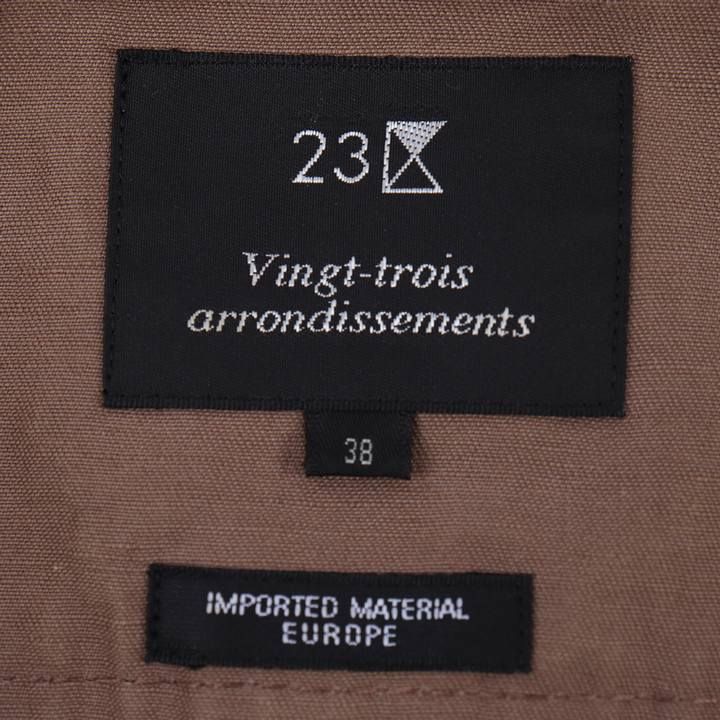 23
Vingt-trois
arrondissements
38
IMPORTED MATERIAL
EUROPE